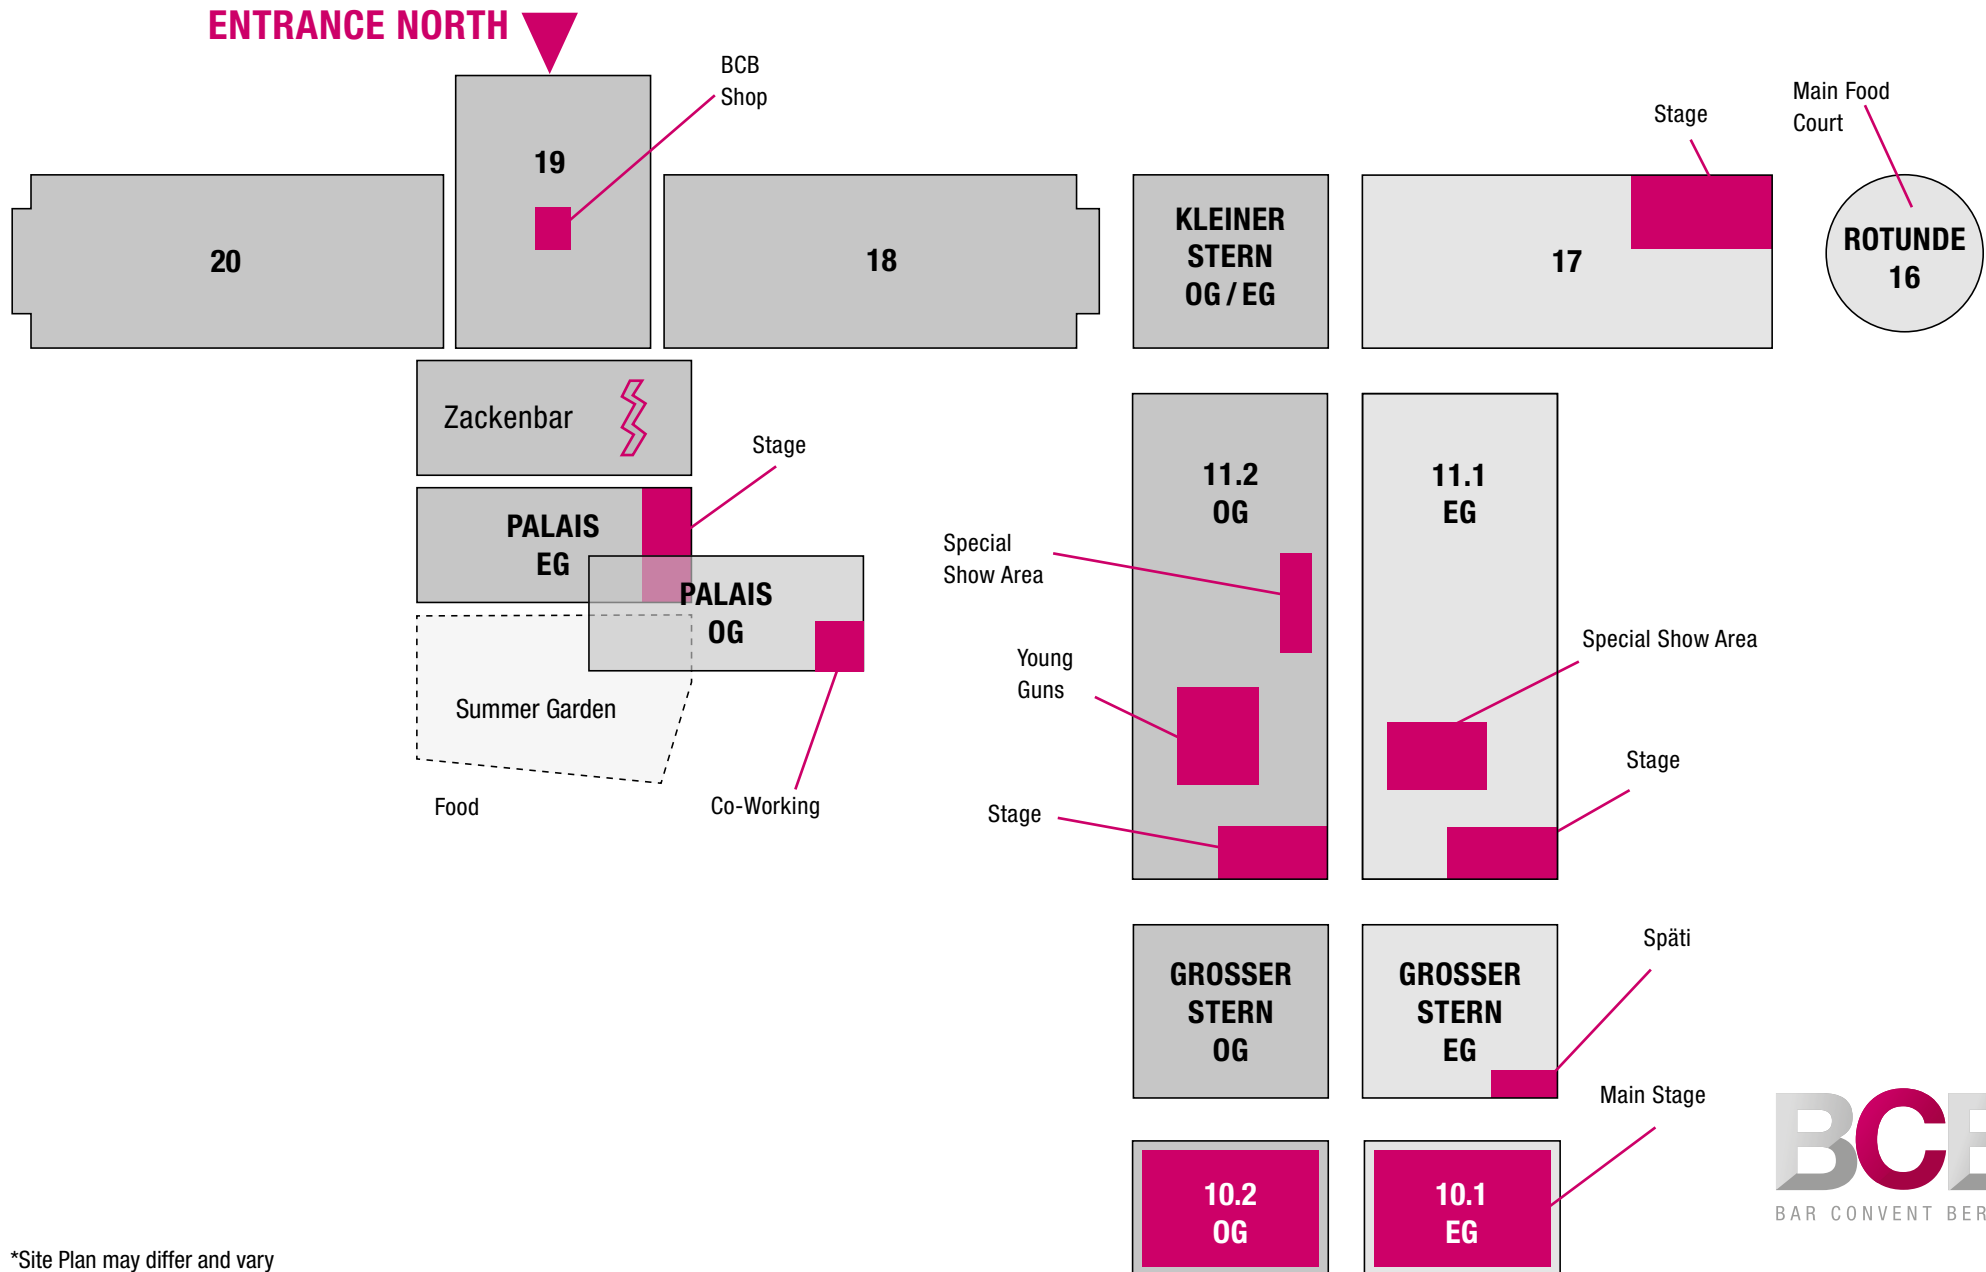 ENTRANCE NORTH
BCB
Shop
19
20
18
KLEINER
STERN
OG / EG
Stage
17
Main Food
Court
ROTUNDE
16
Zackenbar
Stage
PALAIS
EG
PALAIS
OG
Summer Garden
Food
Co-Working
11.2
OG
Special
Show Area
Young
Guns
Stage
11.1
EG
Special Show Area
Stage
GROSSER
STERN
OG
GROSSER
STERN
EG
Späti
Main Stage
10.2
OG
10.1
EG
BCB
BAR CONVENT BER
*Site Plan may differ and vary